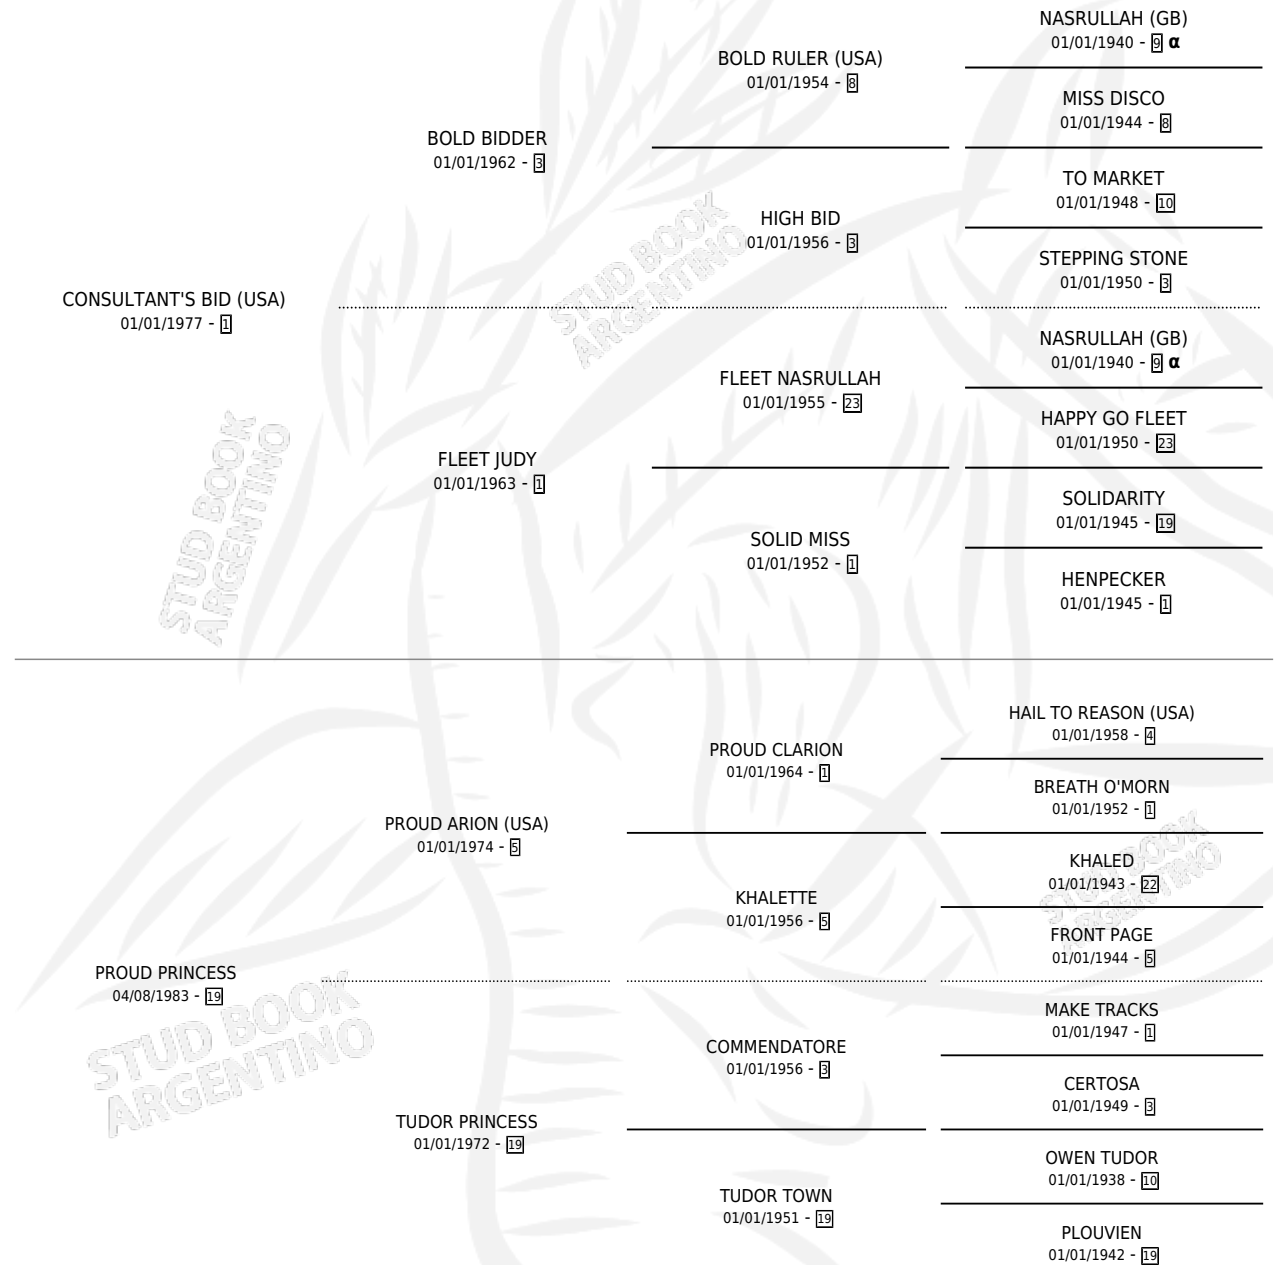 NASRULLAH (GB)
01/01/1940 - 9 α
BOLD RULER (USA)
01/01/1954 - 8
MISS DISCO
01/01/1944 - 8
BOLD BIDDER
01/01/1962 - 3
TO MARKET
01/01/1948 - 10
HIGH BID
01/01/1956 - 3
STEPPING STONE
01/01/1950 - 3
CONSULTANT'S BID (USA)
01/01/1977 - 1
NASRULLAH (GB)
01/01/1940 - 9 α
FLEET NASRULLAH
01/01/1955 - 23
HAPPY GO FLEET
01/01/1950 - 23
FLEET JUDY
01/01/1963 - 1
SOLIDARITY
01/01/1945 - 19
SOLID MISS
01/01/1952 - 1
HENPECKER
01/01/1945 - 1
HAIL TO REASON (USA)
01/01/1958 - 4
PROUD CLARION
01/01/1964 - 1
BREATH O'MORN
01/01/1952 - 1
PROUD ARION (USA)
01/01/1974 - 5
KHALED
01/01/1943 - 22
KHALETTE
01/01/1956 - 5
FRONT PAGE
01/01/1944 - 5
PROUD PRINCESS
04/08/1983 - 19
MAKE TRACKS
01/01/1947 - 1
COMMENDATORE
01/01/1956 - 3
CERTOSA
01/01/1949 - 3
TUDOR PRINCESS
01/01/1972 - 19
OWEN TUDOR
01/01/1938 - 10
TUDOR TOWN
01/01/1951 - 19
PLOUVIEN
01/01/1942 - 19
STUD BOOK
ARGENTINO
STUD BOOK
ARGENTINO
STUD BOOK
ARGENTINO
STUD BOOK
ARGENTINO